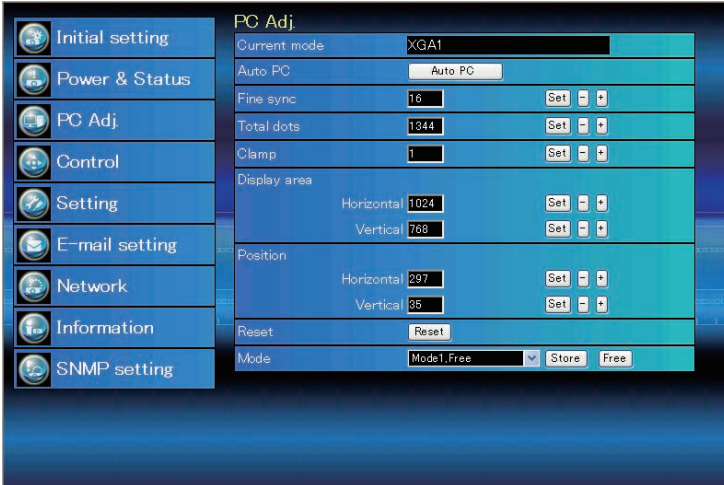 Initial setting
Power & Status
PC Adj.
Control
Setting
E-mail setting
Network
Information
SNMP setting
PC Adj.
Current mode XGA1
Auto PC Auto PC
Fine sync 16 Set - +
Total dots 1344 Set - +
Clamp 1 Set - +
Display area
Horizontal 1024 Set - +
Vertical 768 Set - +
Position
Horizontal 297 Set - +
Vertical 35 Set - +
Reset Reset
Mode Mode1,Free Store Free